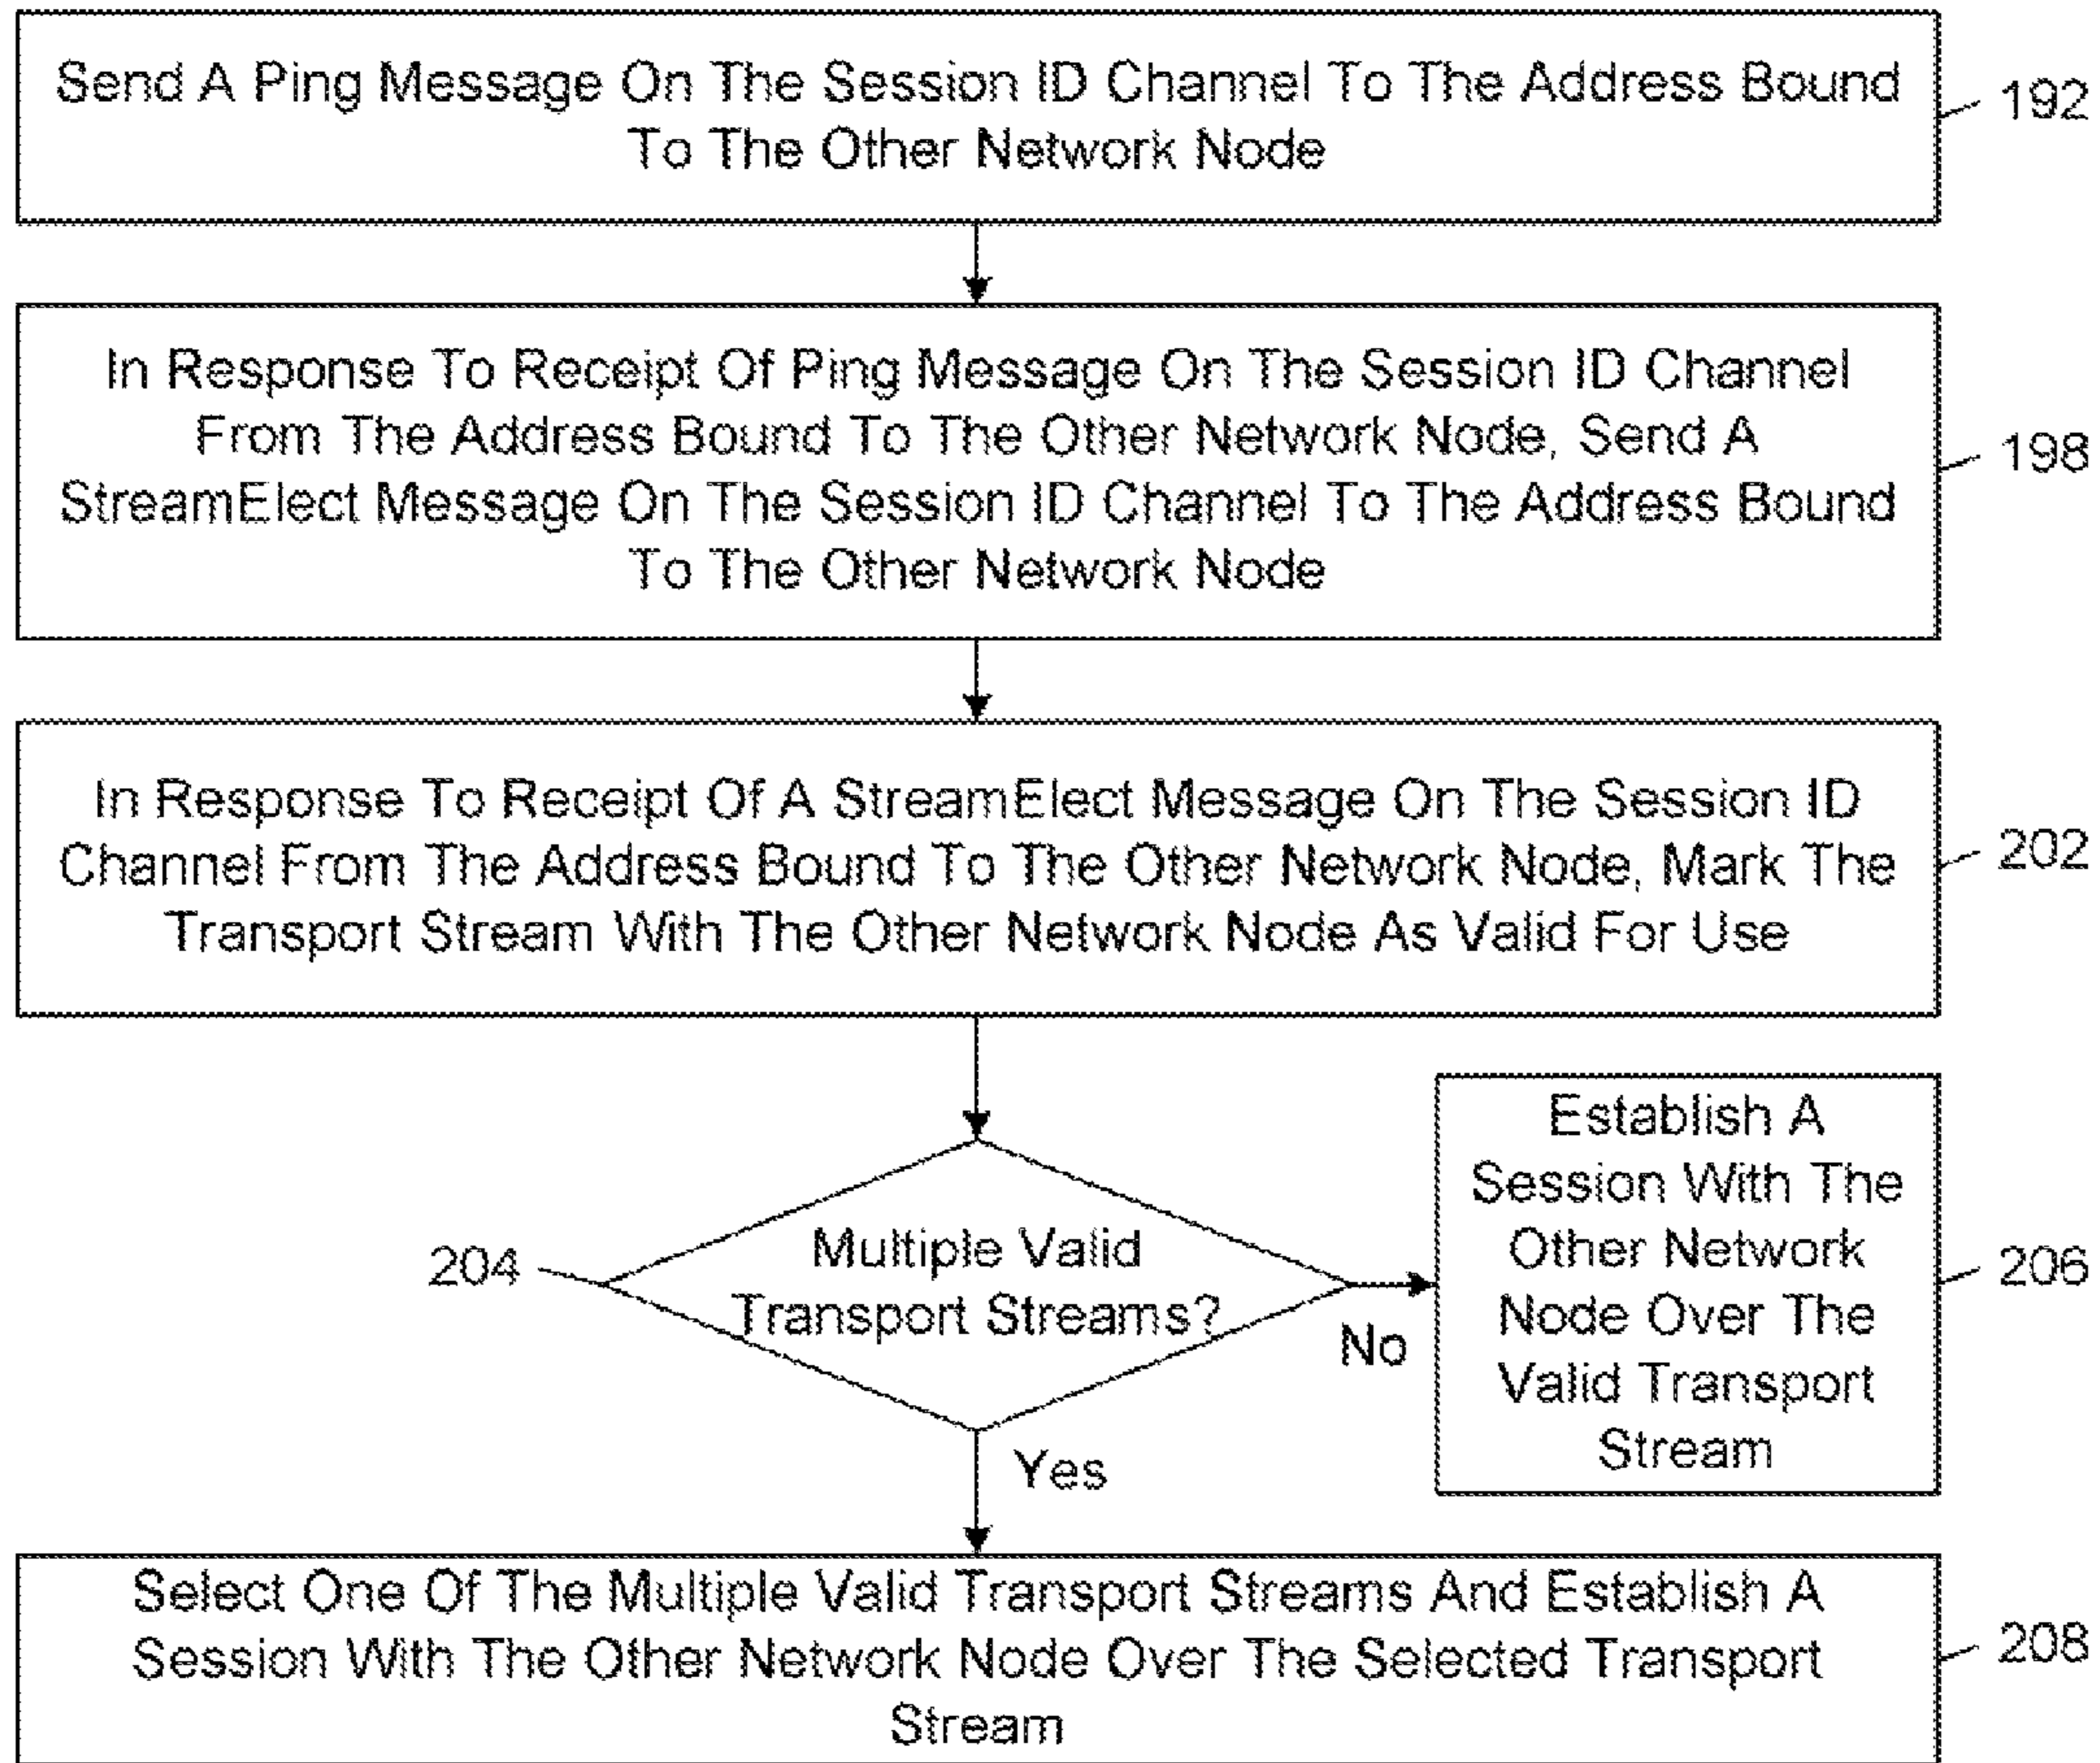 Send A Ping Message On The Session ID Channel To The Address Bound
To The Other Network Node
192
In Response To Receipt Of Ping Message On The Session ID Channel
From The Address Bound To The Other Network Node, Send A
StreamElect Message On The Session ID Channel To The Address Bound
To The Other Network Node
198
In Response To Receipt Of A StreamElect Message On The Session ID
Channel From The Address Bound To The Other Network Node, Mark The
Transport Stream With The Other Network Node As Valid For Use
202
204
Multiple Valid
Transport Streams?
No
Establish A
Session With The
Other Network
Node Over The
Valid Transport
Stream
206
Yes
Select One Of The Multiple Valid Transport Streams And Establish A
Session With The Other Network Node Over The Selected Transport
Stream
208